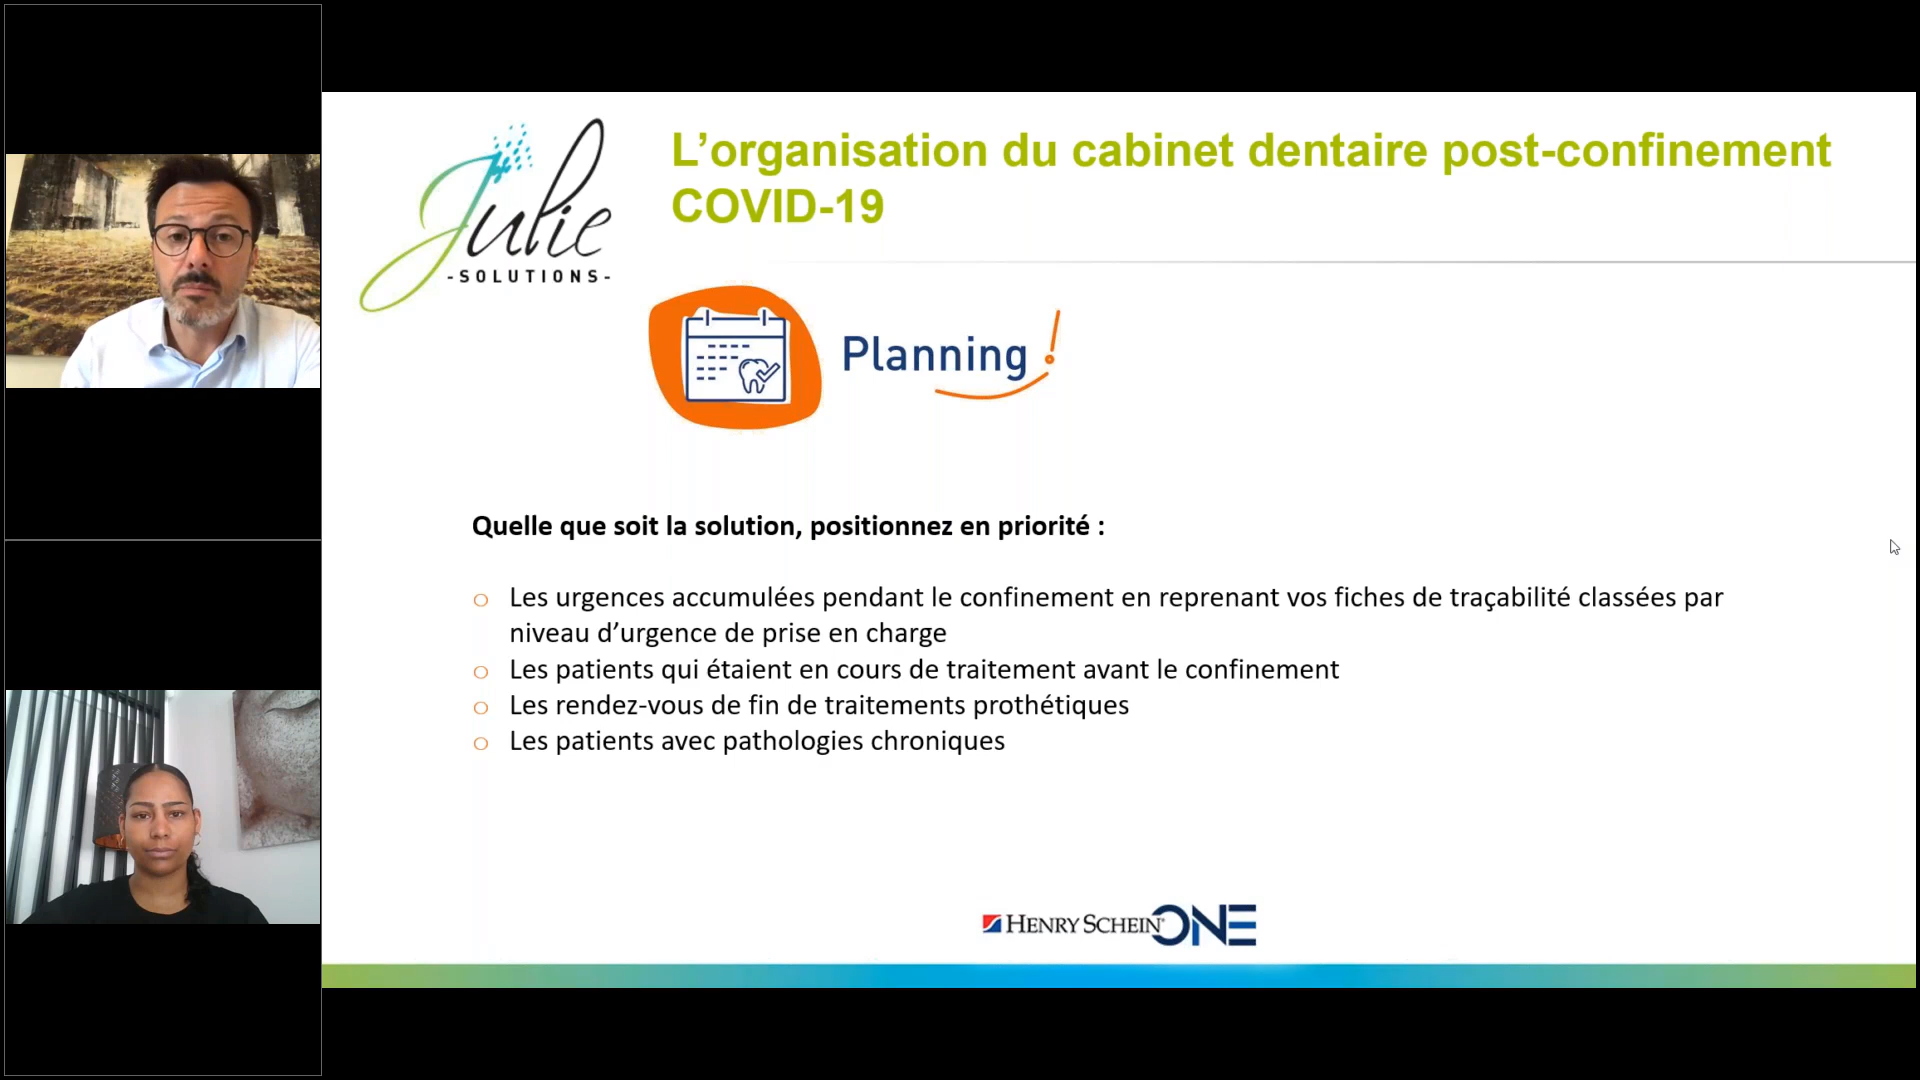 Julie
-SOLUTIONS-
L’organisation du cabinet dentaire post-confinement
COVID-19
Planning !
Quelle que soit la solution, positionnez en priorité :
o Les urgences accumulées pendant le confinement en reprenant vos fiches de traçabilité classées par
niveau d’urgence de prise en charge
o Les patients qui étaient en cours de traitement avant le confinement
o Les rendez-vous de fin de traitements prothétiques
o Les patients avec pathologies chroniques
HENRY SCHEIN® ONE